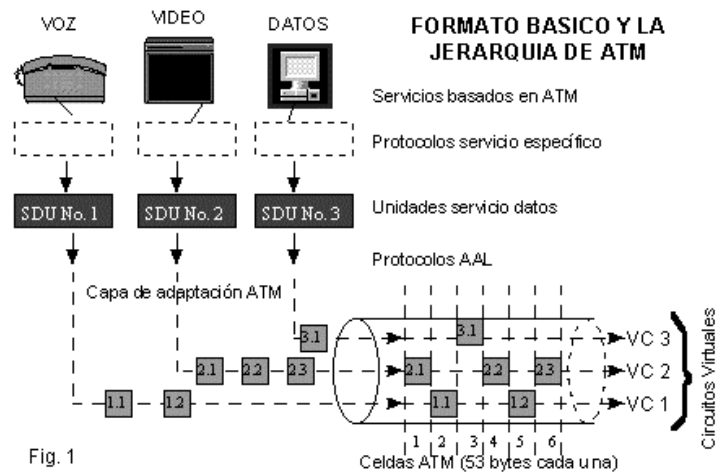 VOZ
VIDEO
DATOS
FORMATO BASICO Y LA
JERARQUIA DE ATM
Servicios basados en ATM
Protocolos servicio específico
SDU No. 1
SDU No. 2
SDU No. 3
Unidades servicio datos
Protocolos AAL
Capa de adaptación ATM
3.1
3.1
VC 3
2.1
2.2
2.3
2.1
2.2
2.3
VC 2
1.1
1.2
1.1
1.2
VC 1
Circuitos Virtuales
1 2 3 4 5 6
Celdas ATM (53 bytes cada una)
Fig. 1